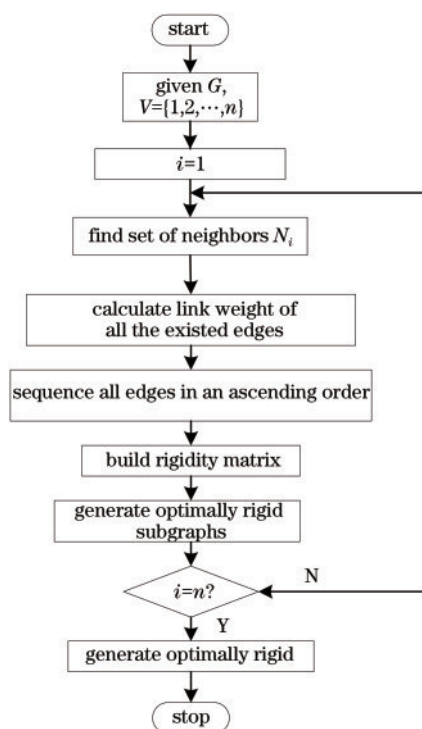 start
given G,
V={1,2,⋯,n}
i=1
find set of neighbors Nᵢ
calculate link weight of
all the existed edges
sequence all edges in an ascending order
build rigidity matrix
generate optimally rigid
subgraphs
i=n?
N
Y
generate optimally rigid
stop